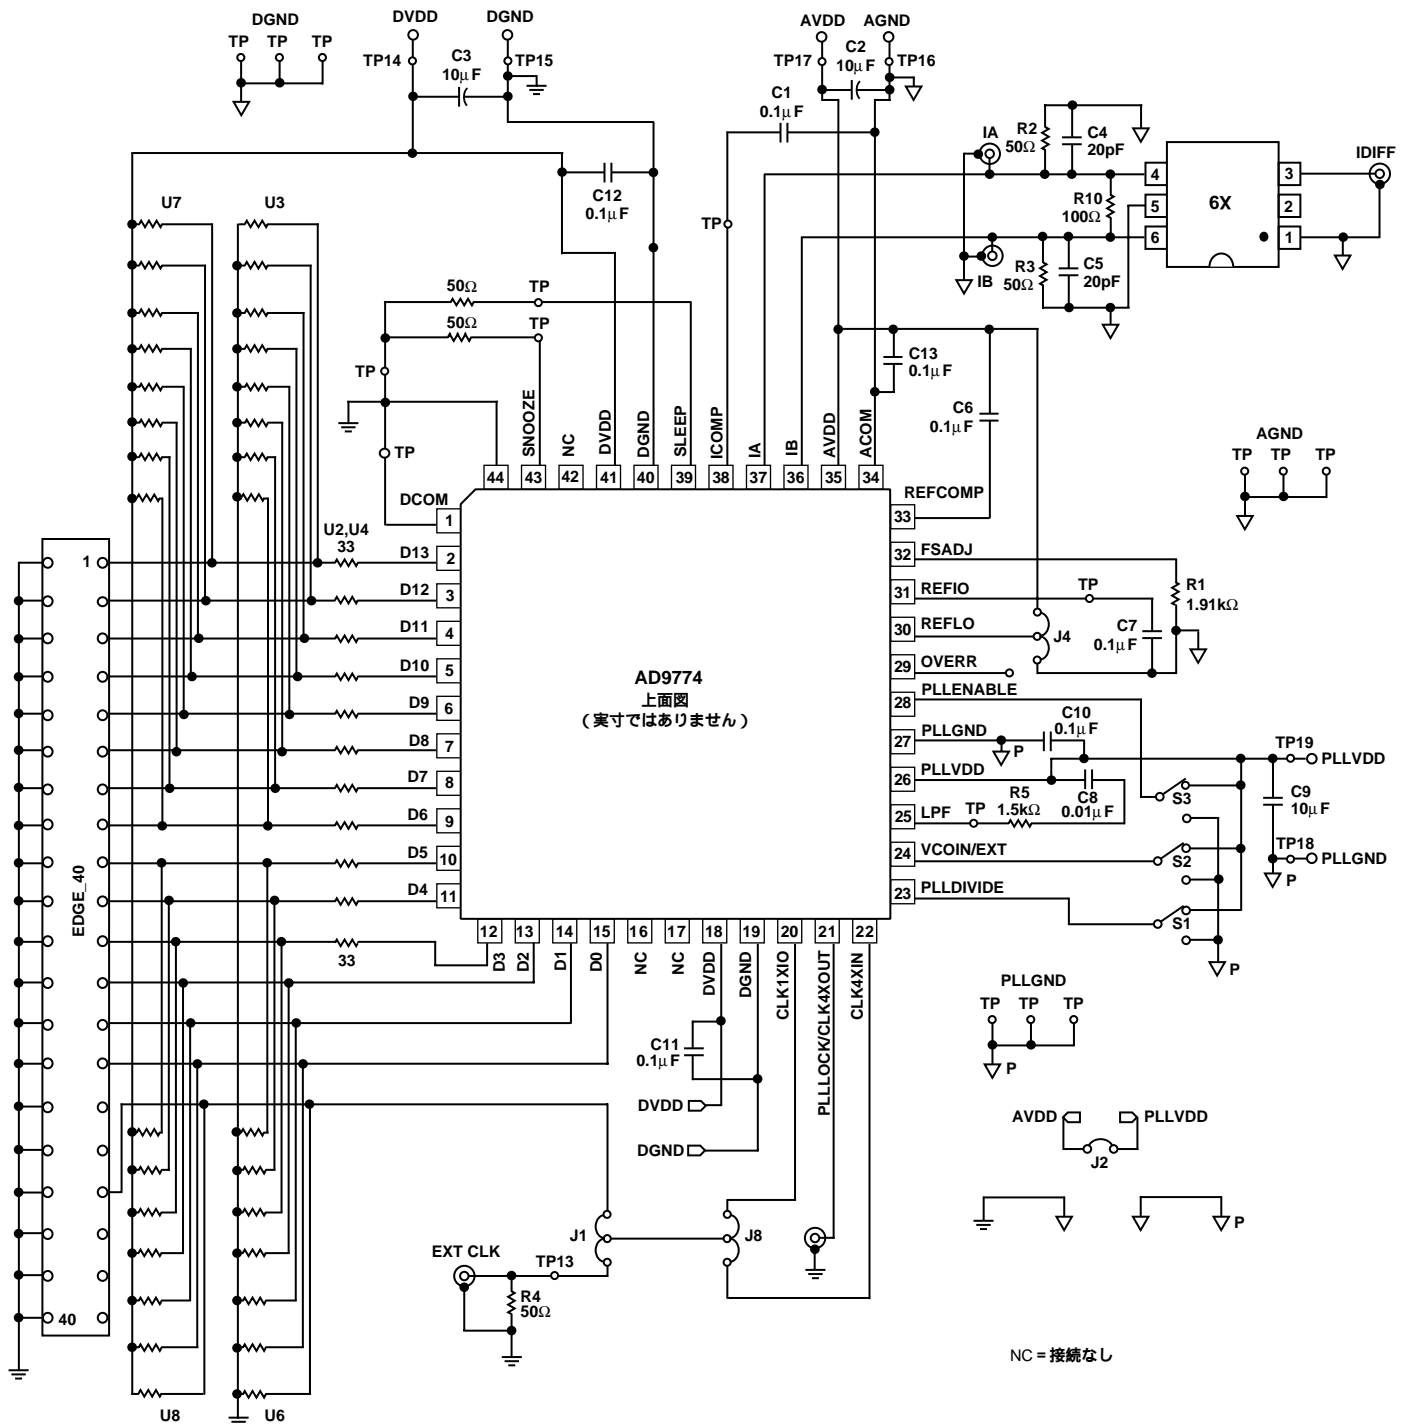 DGND
TP TP TP
DVDD
DGND
TP14
C3
10μF
TP15
AVDD
AGND
TP17
C2
10μF
TP16
C1
0.1μF
C12
0.1μF
TP
IA
R2
50Ω
C4
20pF
R10
100Ω
IB
R3
50Ω
C5
20pF
4
5
6
6X
3
2
1
IDIFF
U7
U3
50Ω
TP
50Ω
TP
TP
TP
C13
0.1μF
C6
0.1μF
SNOOZE
NC
DVDD
DGND
SLEEP
ICOMP
IA
IB
AVDD
ACOM
44
43
42
41
40
39
38
37
36
35
34
AGND
TP TP TP
DCOM
1
U2,U4
33
D13
2
D12
3
D11
4
D10
5
D9
6
D8
7
D7
8
D6
9
D5
10
D4
11
1
EDGE_40
40
AD9774
上面図
(実寸ではありません)
REFCOMP
33
32
FSADJ
31
REFIO
TP
R1
1.91kΩ
30
REFLO
J4
C7
0.1μF
29
OVERR
28
PLLENABLE
27
PLLGND
P
C10
0.1μF
26
PLLVDD
25
LPF
TP
R5
1.5kΩ
C8
0.01μF
24
VCOIN/EXT
23
PLLDIVIDE
S3
S2
S1
P
TP19
PLLVDD
C9
10μF
TP18
PLLGND
P
33
12
13
14
15
16
17
18
19
20
21
22
D3
D2
D1
D0
NC
NC
DVDD
DGND
CLK1XIO
PLLLOCK/CLK4XOUT
CLK4XIN
C11
0.1μF
DVDD
DGND
PLLGND
TP TP TP
P
AVDD
PLLVDD
J2
P
J1
J8
EXT CLK
TP13
R4
50Ω
U8
U6
NC = 接続なし